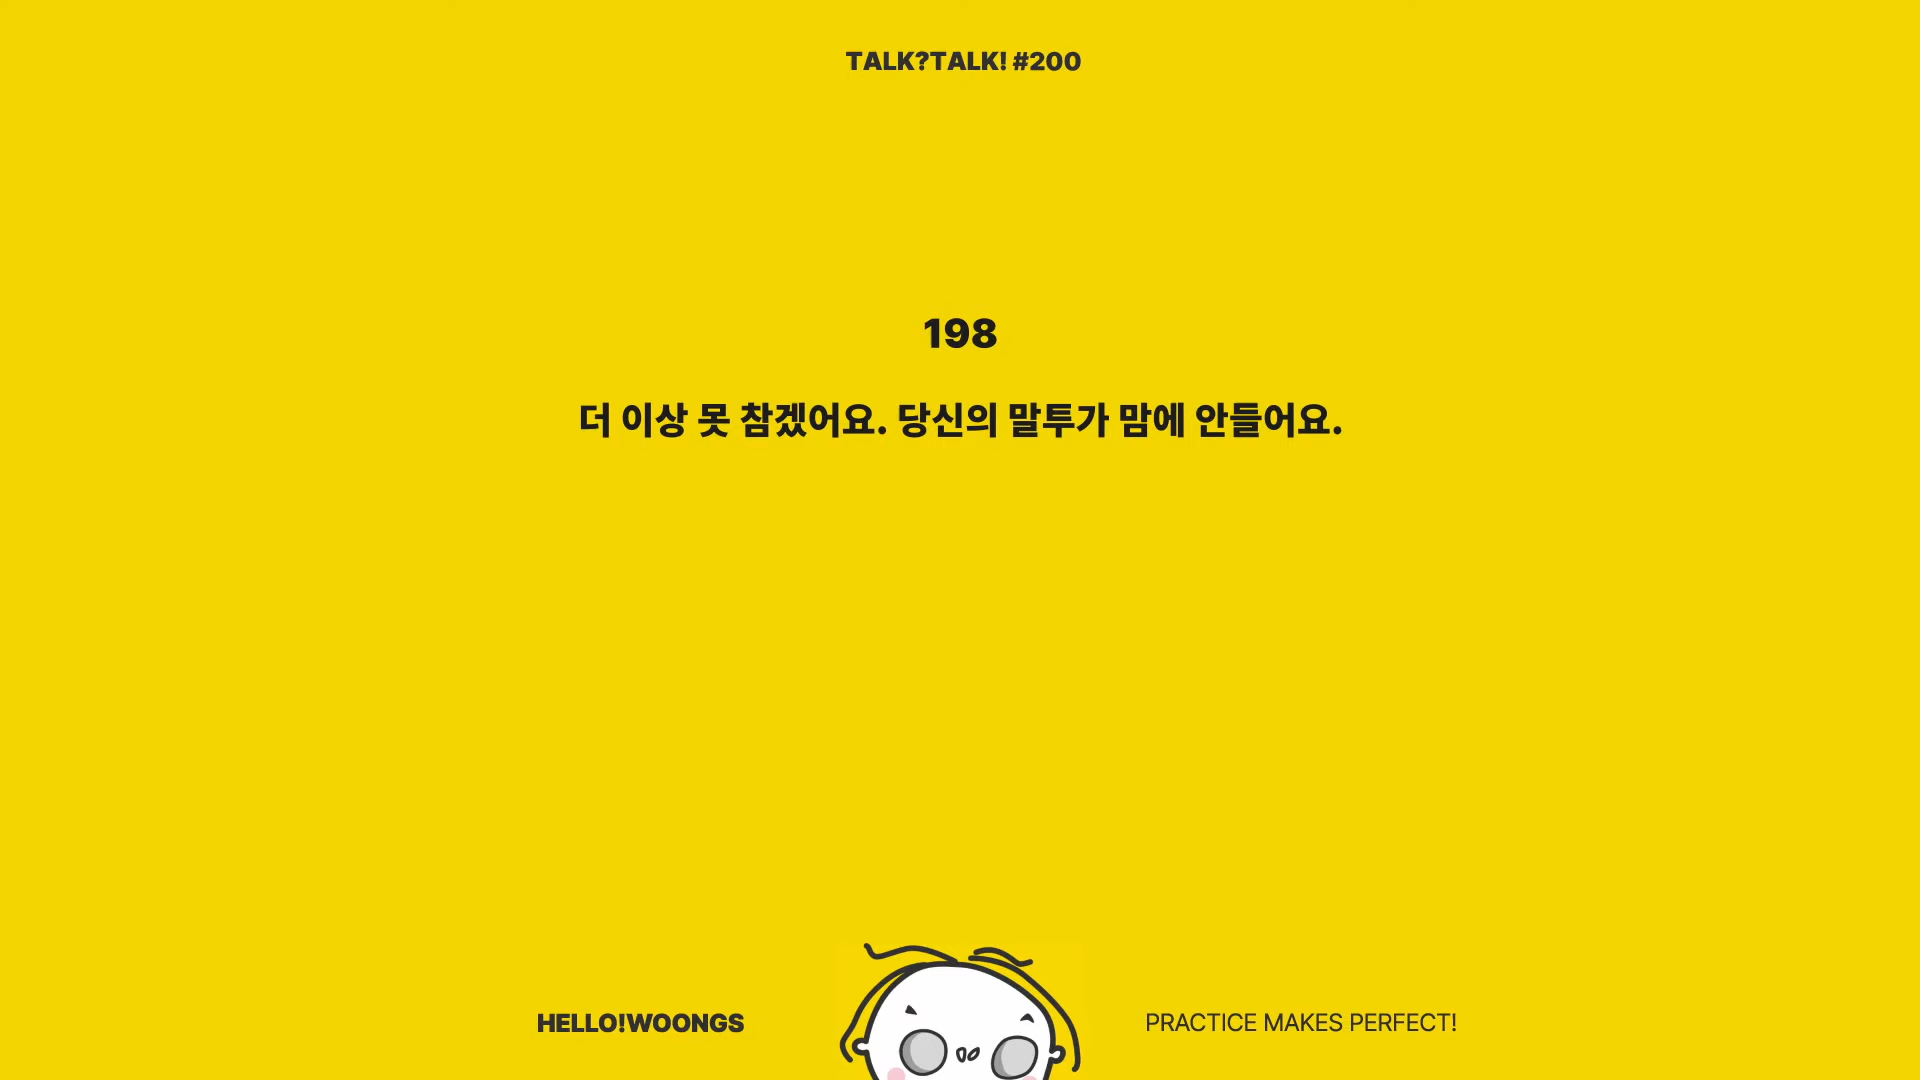 TALK?TALK! #200
198
더 이상 못 참겠어요. 당신의 말투가 맘에 안들어요.
HELLO!WOONGS
PRACTICE MAKES PERFECT!